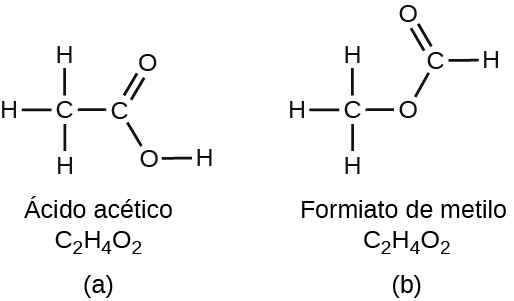 H
H
C
H
C
O
O
H
H
H
C
H
O
C
O
H
Ácido acético
C₂H₄O₂
(a)
Formiato de metilo
C₂H₄O₂
(b)